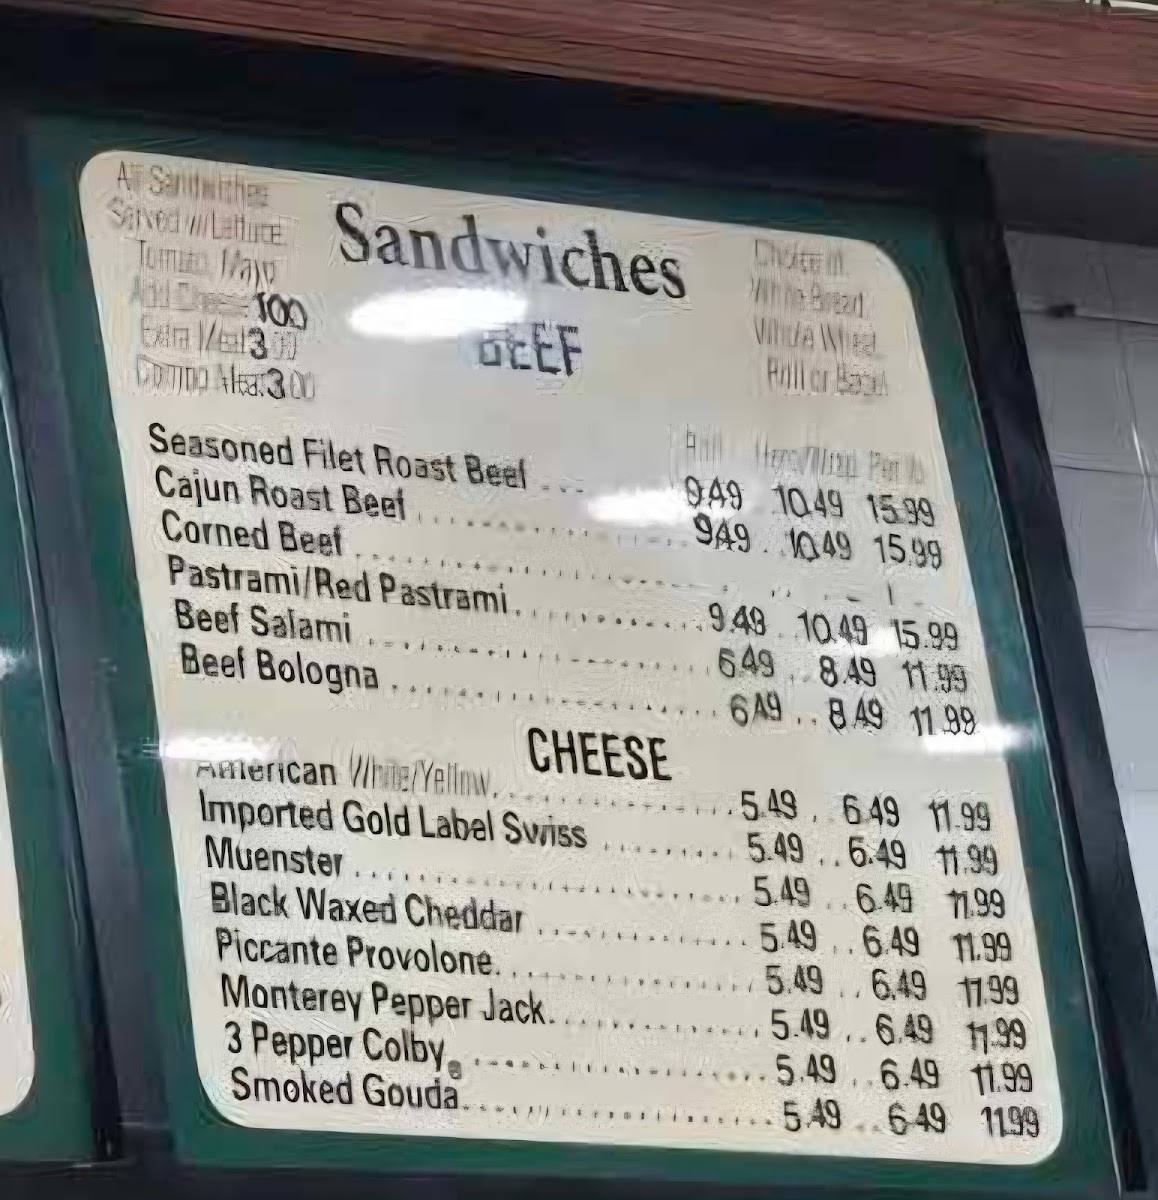 All Sandwiches
Served W/Lettuce
Tomato, Mayo
Add Cheese 100
Extra Meat 3.00
3.00
Sandwiches
BEEF
White Bread
Whole Wheat
Roll or Bagel
Roll Hero/Wrap Per lb
Seasoned Filet Roast Beef ... 9.49 10.49 15.99
Cajun Roast Beef .......... 9.49 . 10.49 15.99
Corned Beef ..........
Pastrami/Red Pastrami .......... 9.49 .. 10.49 15.99
Beef Salami .......... 6.49 .. 8.49 11.99
Beef Bologna .......... 6.49 .. 8.49 11.99
CHEESE
American White/Yellow .......... 5.49 . 6.49 11.99
Imported Gold Label Swiss .......... 5.49 .. 6.49 11.99
Muenster .......... 5.49 .. 6.49 11.99
Black Waxed Cheddar .......... 5.49 .. 6.49 11.99
Piccante Provolone .......... 5.49 .. 6.49 11.99
Monterey Pepper Jack .......... 5.49 .. 6.49 11.99
3 Pepper Colby .......... 5.49 .. 6.49 11.99
Smoked Gouda .......... 5.49 .. 6.49 11.99